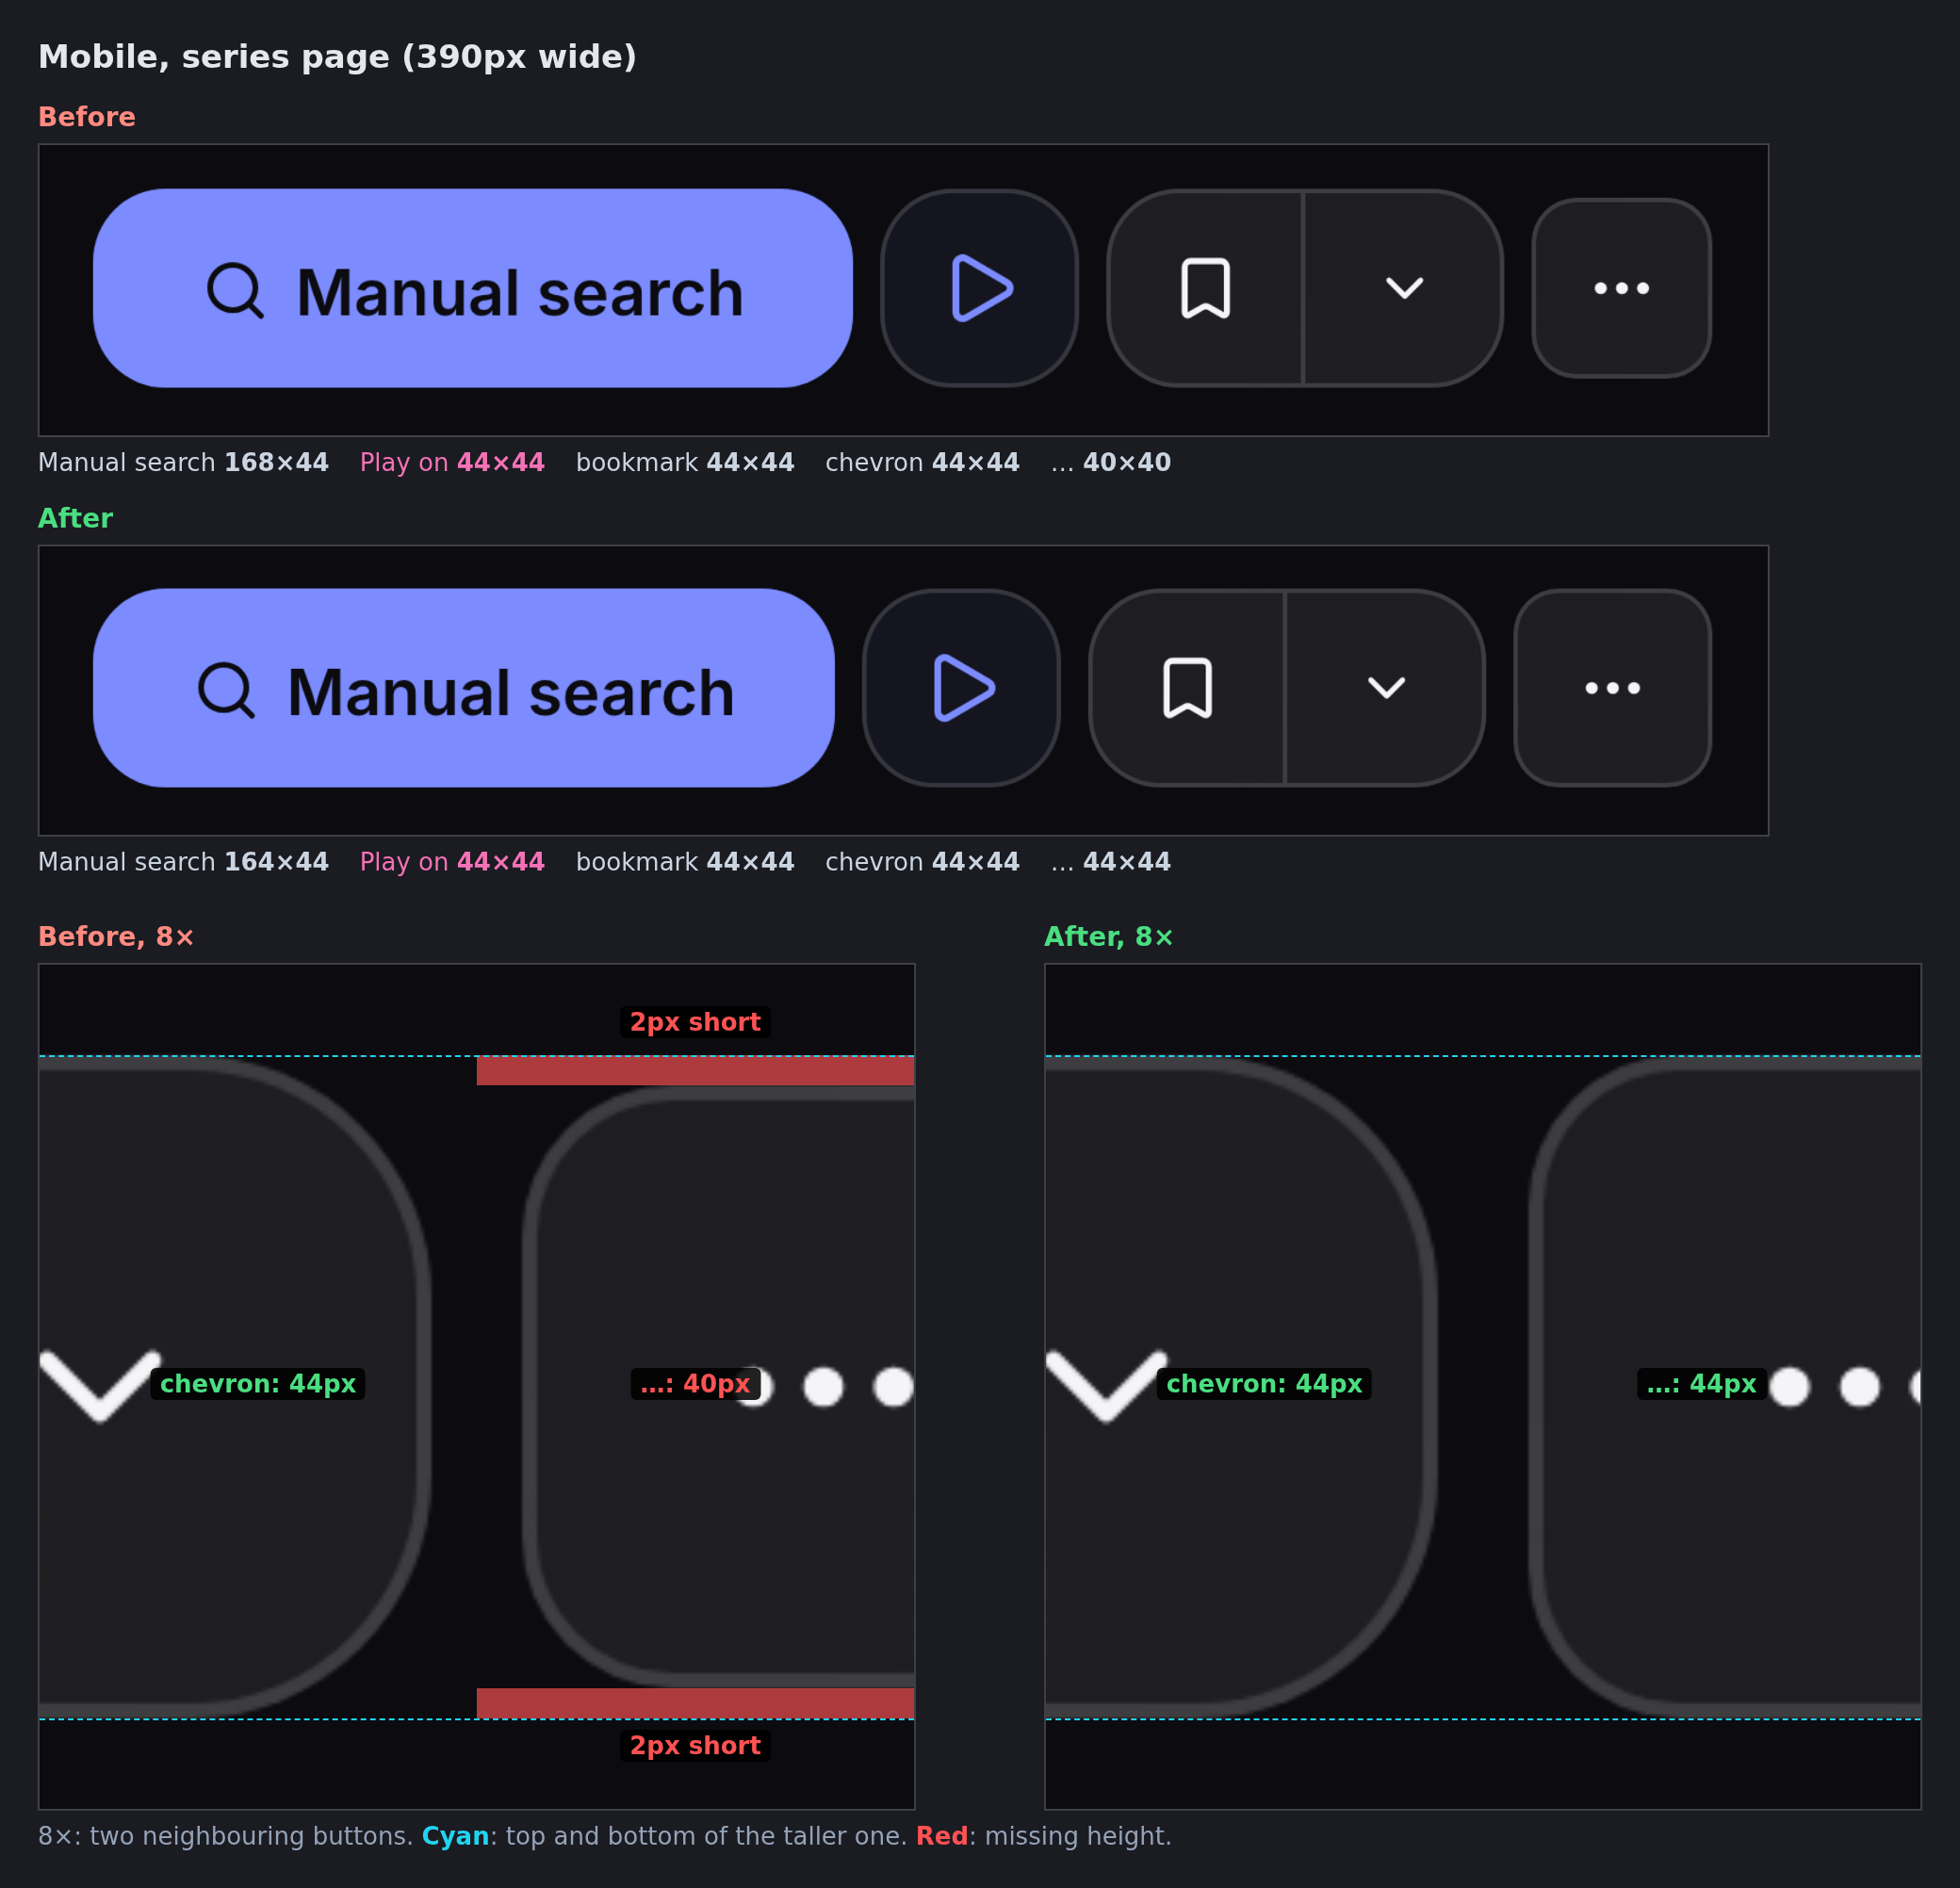 Mobile, series page (390px wide)
Before
Manual search
Manual search 168×44 Play on 44×44 bookmark 44×44 chevron 44×44 … 40×40
After
Manual search
Manual search 164×44 Play on 44×44 bookmark 44×44 chevron 44×44 … 44×44
Before, 8×
2px short
chevron: 44px
…: 40px
2px short
After, 8×
chevron: 44px
…: 44px
8×: two neighbouring buttons. Cyan: top and bottom of the taller one. Red: missing height.